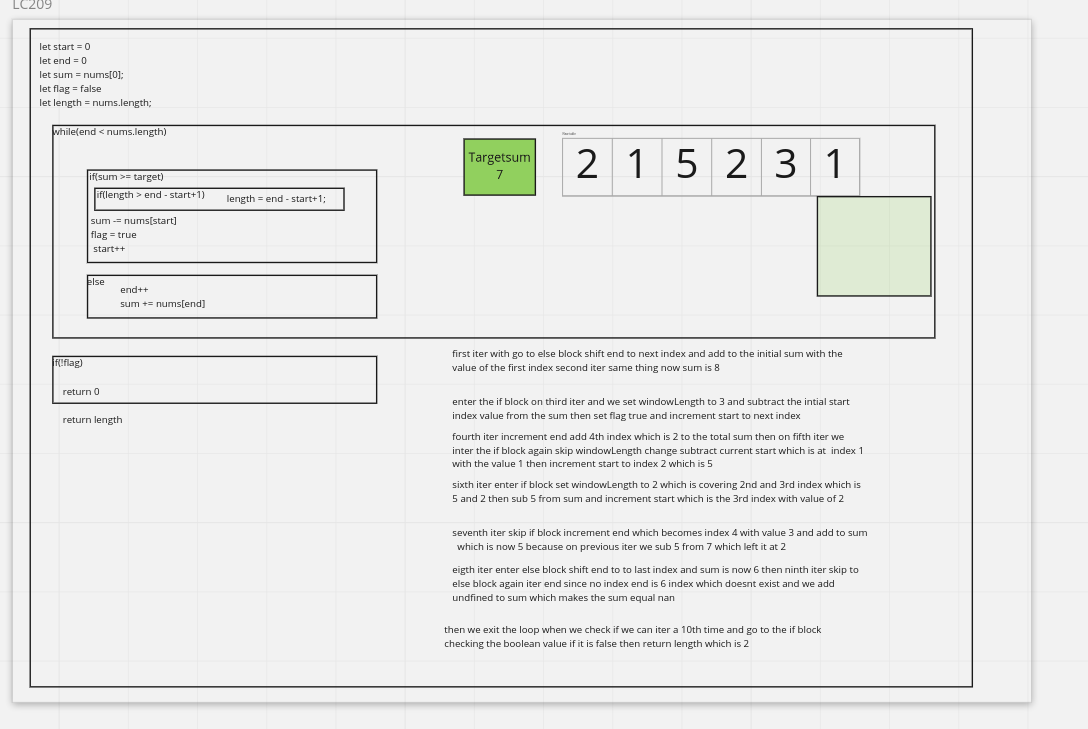 LC209
let start = 0
let end = 0
let sum = nums[0];
let flag = false
let length = nums.length;
while(end < nums.length)
if(sum >= target)
if(length > end - start+1)
length = end - start+1;
sum -= nums[start]
flag = true
start++
else
end++
sum += nums[end]
Targetsum
7
2 1 5 2 3 1
if(!flag)
return 0
return length
first iter with go to else block shift end to next index and add to the initial sum with the
value of the first index second iter same thing now sum is 8
enter the if block on third iter and we set windowLength to 3 and subtract the intial start
index value from the sum then set flag true and increment start to next index
fourth iter increment end add 4th index which is 2 to the total sum then on fifth iter we
inter the if block again skip windowLength change subtract current start which is at index 1
with the value 1 then increment start to index 2 which is 5
sixth iter enter if block set windowLength to 2 which is covering 2nd and 3rd index which is
5 and 2 then sub 5 from sum and increment start which is the 3rd index with value of 2
seventh iter skip if block increment end which becomes index 4 with value 3 and add to sum
which is now 5 because on previous iter we sub 5 from 7 which left it at 2
eigth iter enter else block shift end to to last index and sum is now 6 then ninth iter skip to
else block again iter end since no index end is 6 index which doesnt exist and we add
undfined to sum which makes the sum equal nan
then we exit the loop when we check if we can iter a 10th time and go to the if block
checking the boolean value if it is false then return length which is 2